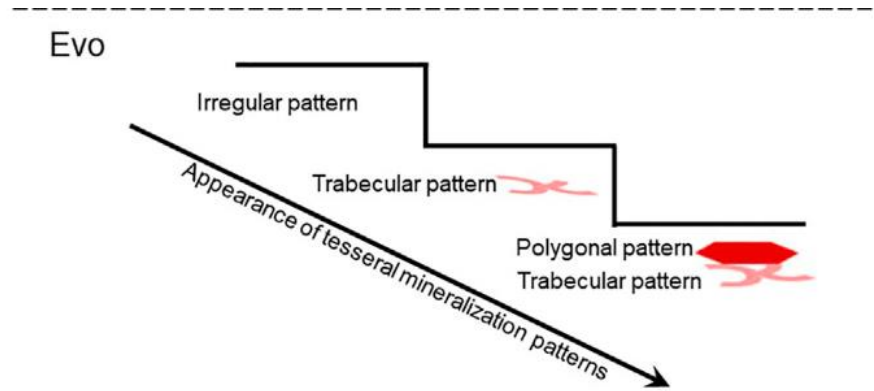 Evo
Irregular pattern
Trabecular pattern
Appearance of tesseral mineralization patterns
Polygonal pattern
Trabecular pattern